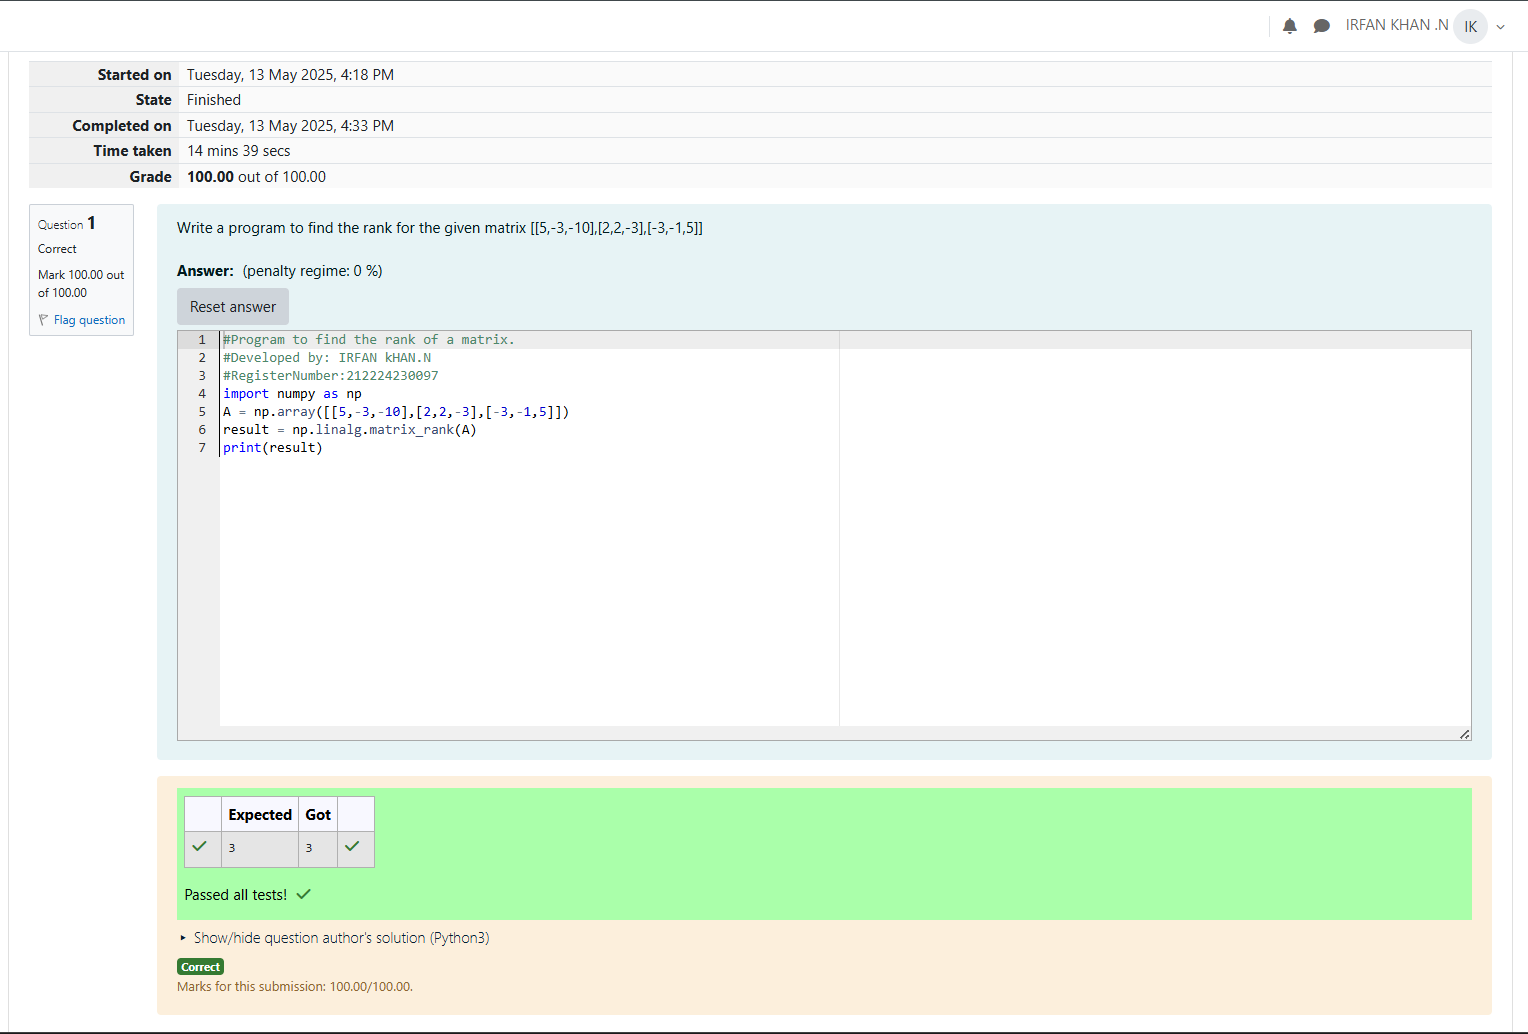 IRFAN KHAN .N IK
Started on Tuesday, 13 May 2025, 4:18 PM
State Finished
Completed on Tuesday, 13 May 2025, 4:33 PM
Time taken 14 mins 39 secs
Grade 100.00 out of 100.00
Question 1
Correct
Mark 100.00 out
of 100.00
Flag question
Write a program to find the rank for the given matrix [[5,-3,-10],[2,2,-3],[-3,-1,5]]
Answer: (penalty regime: 0 %)
Reset answer
1 #Program to find the rank of a matrix.
2 #Developed by: IRFAN kHAN.N
3 #RegisterNumber:212224230097
4 import numpy as np
5 A = np.array([[5,-3,-10],[2,2,-3],[-3,-1,5]])
6 result = np.linalg.matrix_rank(A)
7 print(result)
Expected Got
3 3
Passed all tests!
Show/hide question author's solution (Python3)
Correct
Marks for this submission: 100.00/100.00.